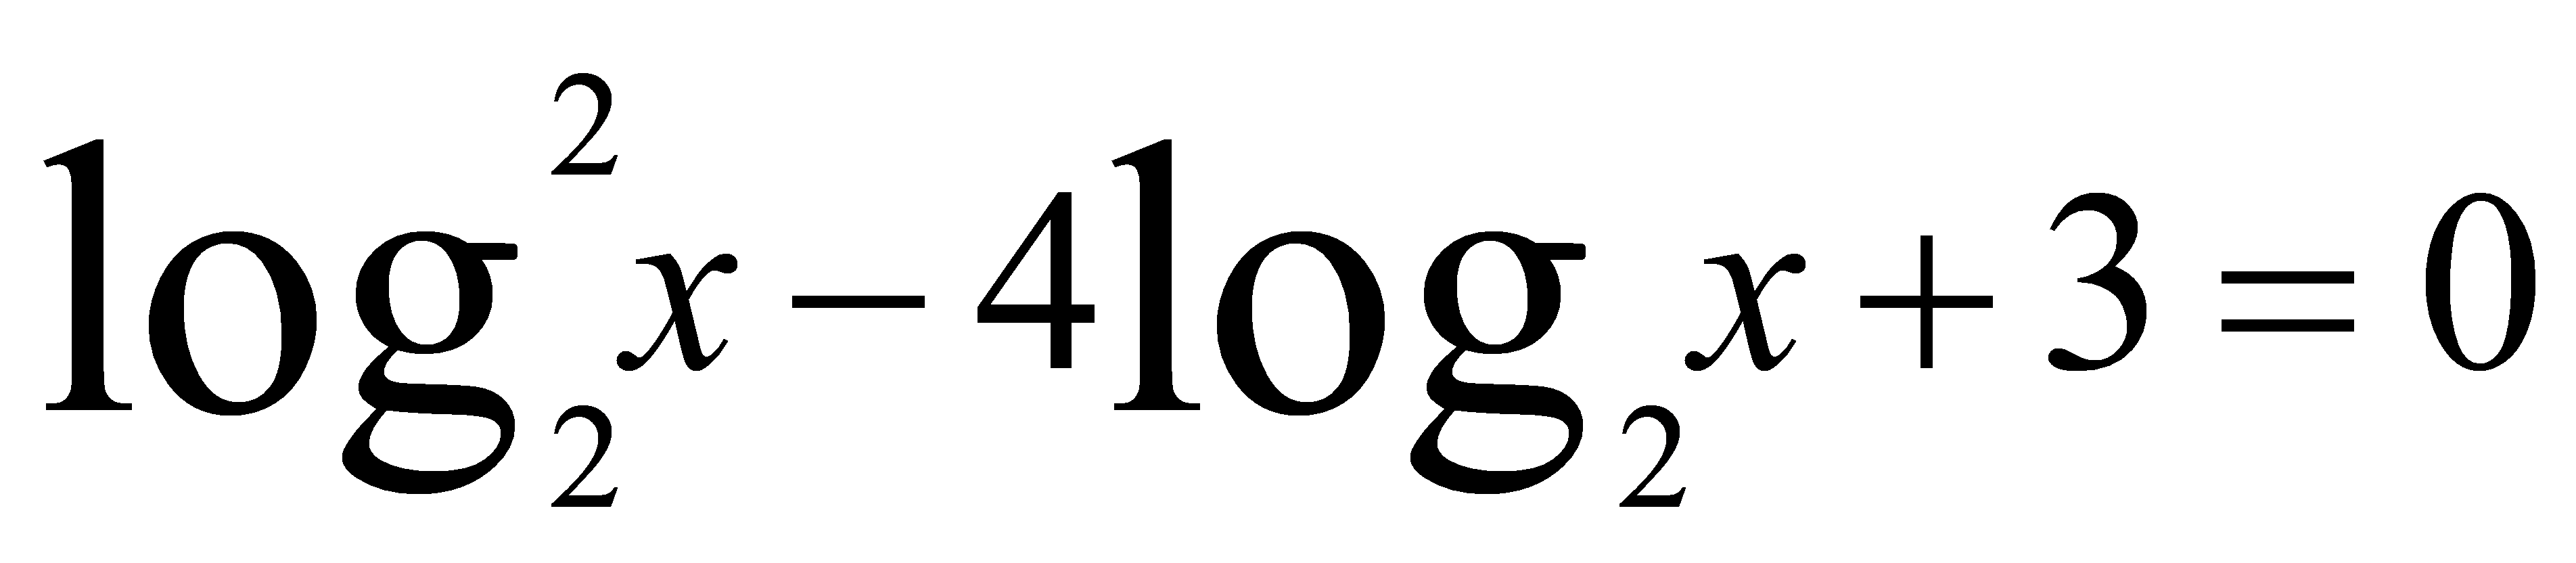 log₂²x − 4log₂x + 3 = 0